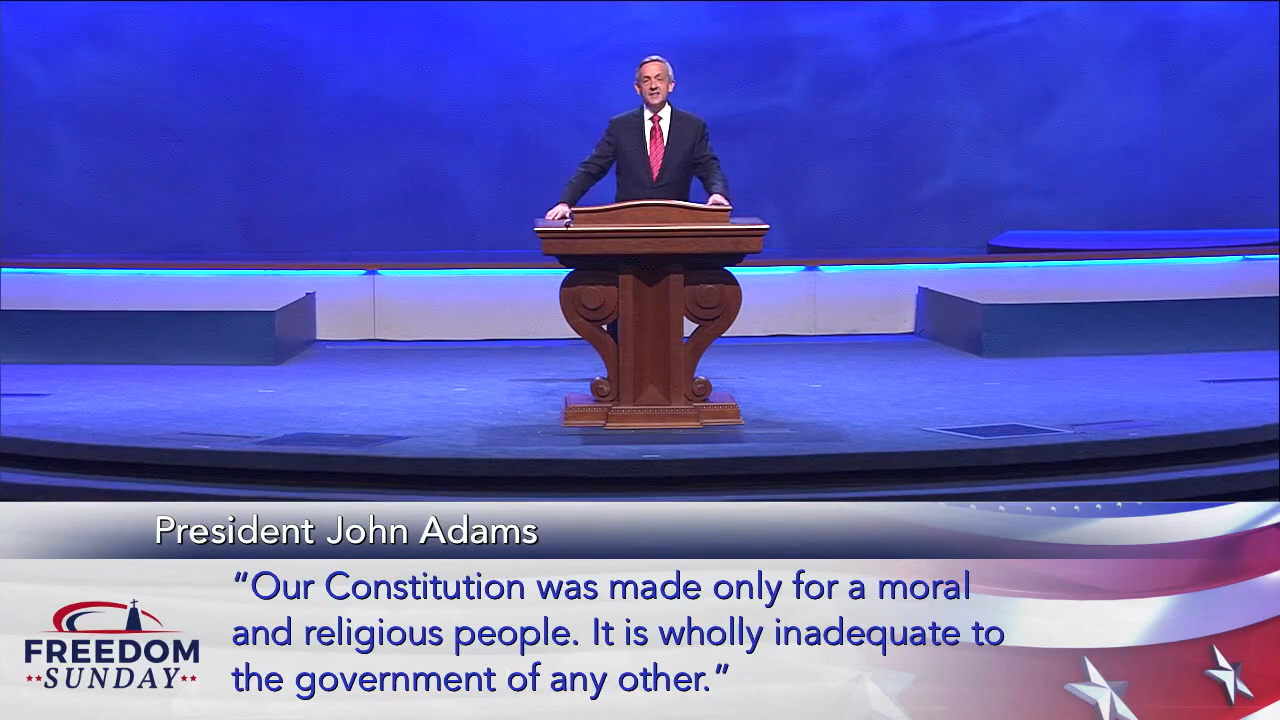 President John Adams
“Our Constitution was made only for a moral
and religious people. It is wholly inadequate to
the government of any other.”
FREEDOM
SUNDAY